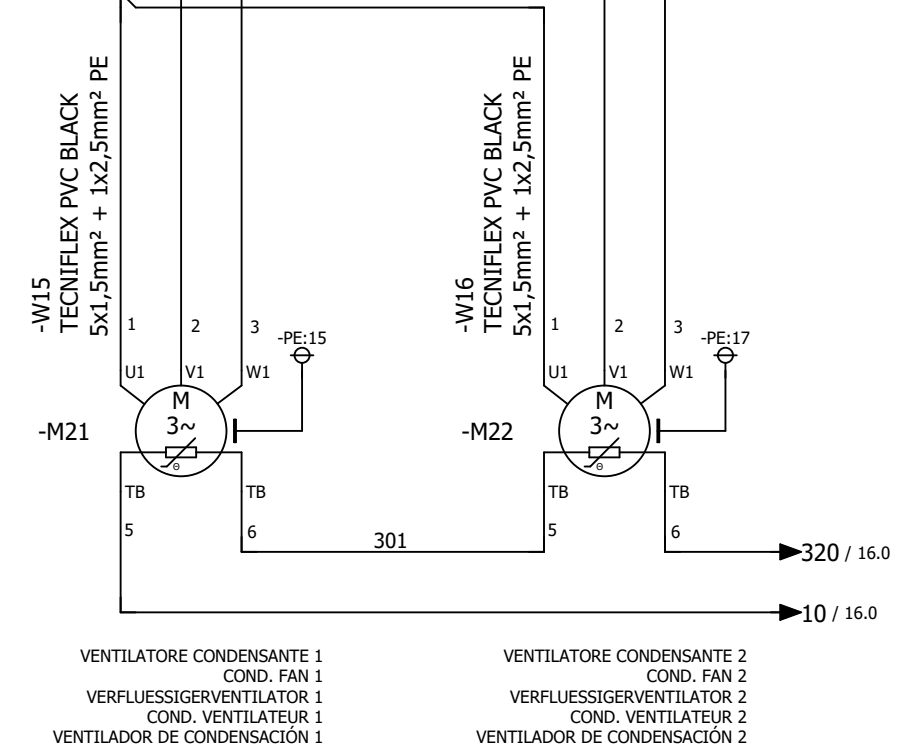 -W15
TECNIFLEX PVC BLACK
5x1,5mm² + 1x2,5mm² PE
1
2
3
-PE:15
U1
V1
W1
M
3~
-M21
Θ
TB
TB
5
6
301
-W16
TECNIFLEX PVC BLACK
5x1,5mm² + 1x2,5mm² PE
1
2
3
-PE:17
U1
V1
W1
M
3~
-M22
Θ
TB
TB
5
6
320 / 16.0
10 / 16.0
VENTILATORE CONDENSANTE 1
COND. FAN 1
VERFLUESSIGERVENTILATOR 1
COND. VENTILATEUR 1
VENTILADOR DE CONDENSACIÓN 1
VENTILATORE CONDENSANTE 2
COND. FAN 2
VERFLUESSIGERVENTILATOR 2
COND. VENTILATEUR 2
VENTILADOR DE CONDENSACIÓN 2